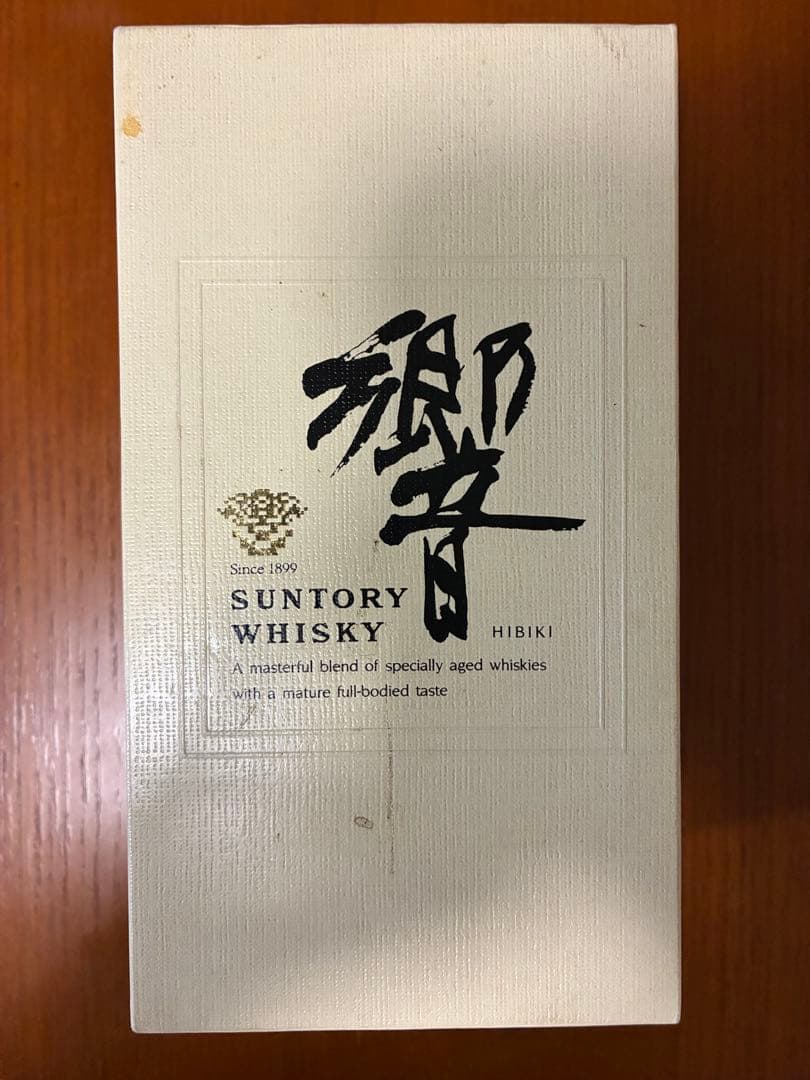 響
Since 1899
SUNTORY
WHISKY
HIBIKI
A masterful blend of specially aged whiskies
with a mature full-bodied taste